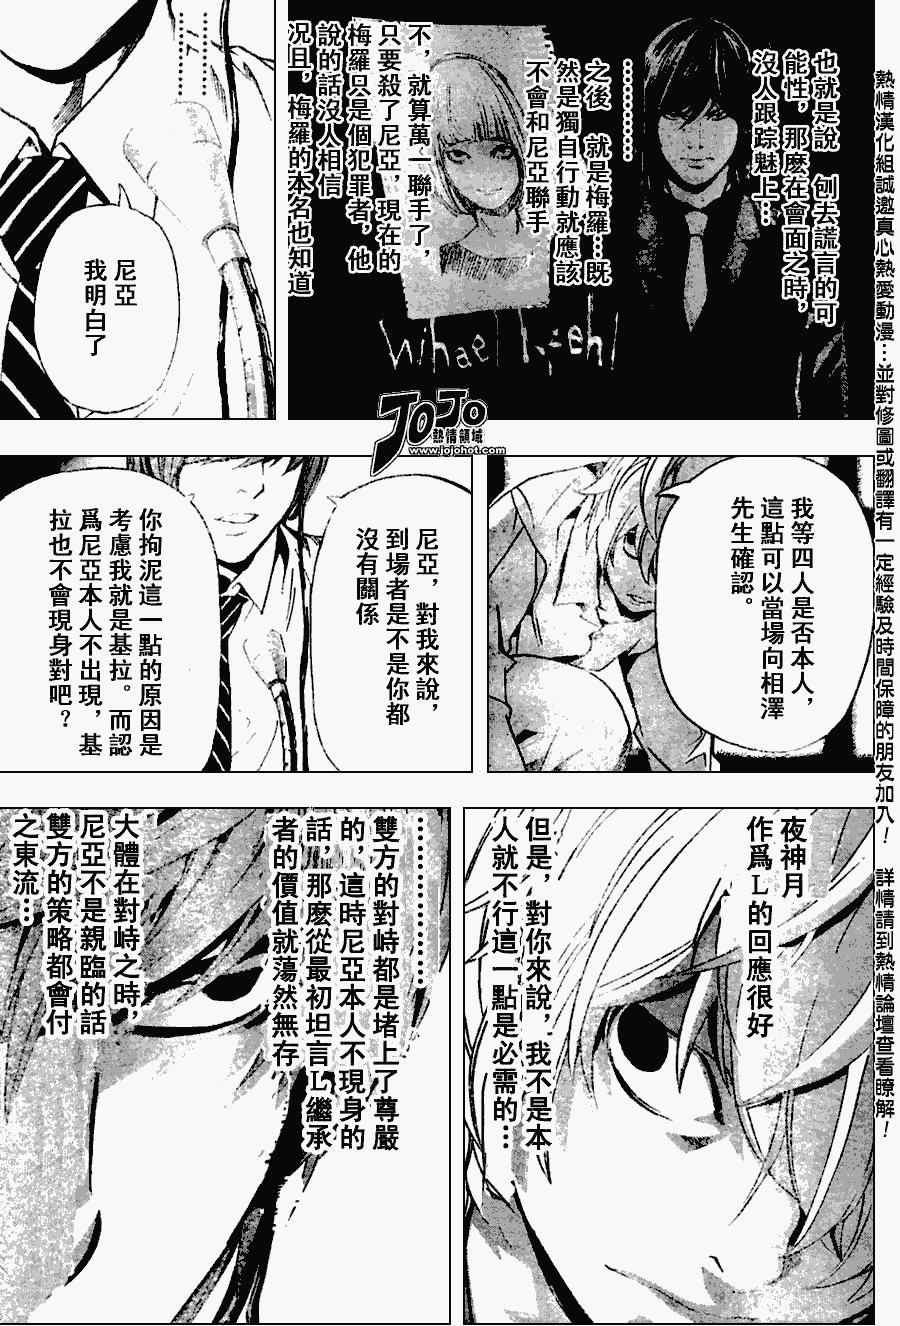 也就是說 刨去謊言的可
能性，那麽在會面之時，
沒人跟踪魅上…
………
之後 就是梅羅…既
然是獨自行動就應該
不會和尼亞聯手
不，就算萬一聯手了，
只要殺了尼亞，現在的
梅羅只是個犯罪者，他
說的話沒人相信
况且，梅羅的本名也知道
………
尼亞
我明白了
JOJO
熱情領域
www.jojohot.com
我等四人是否本人，
這點可以當場向相澤
先生確認。
尼亞，對我來說，
到場者是不是你都
沒有關係
你拘泥這一點的原因是
考慮我就是基拉。而認
爲尼亞本人不出現，基
拉也不會現身對吧？
夜神月
作爲L的回應很好
但是，對你來說，我不是本
人就不行這一點是必需的…
………………
雙方的對峙都是堵上了尊嚴
的，這時尼亞本人不現身的
話，那麽從最初坦言L繼承
者的價值就蕩然無存
大體在對峙之時，
尼亞不是親臨的話
雙方的策略都會付
之東流…
熱情漢化組誠邀真心熱愛動漫…並對修圖或翻譯有一定經驗及時間保障的朋友加入！ 詳情請到熱情論壇查看瞭解！